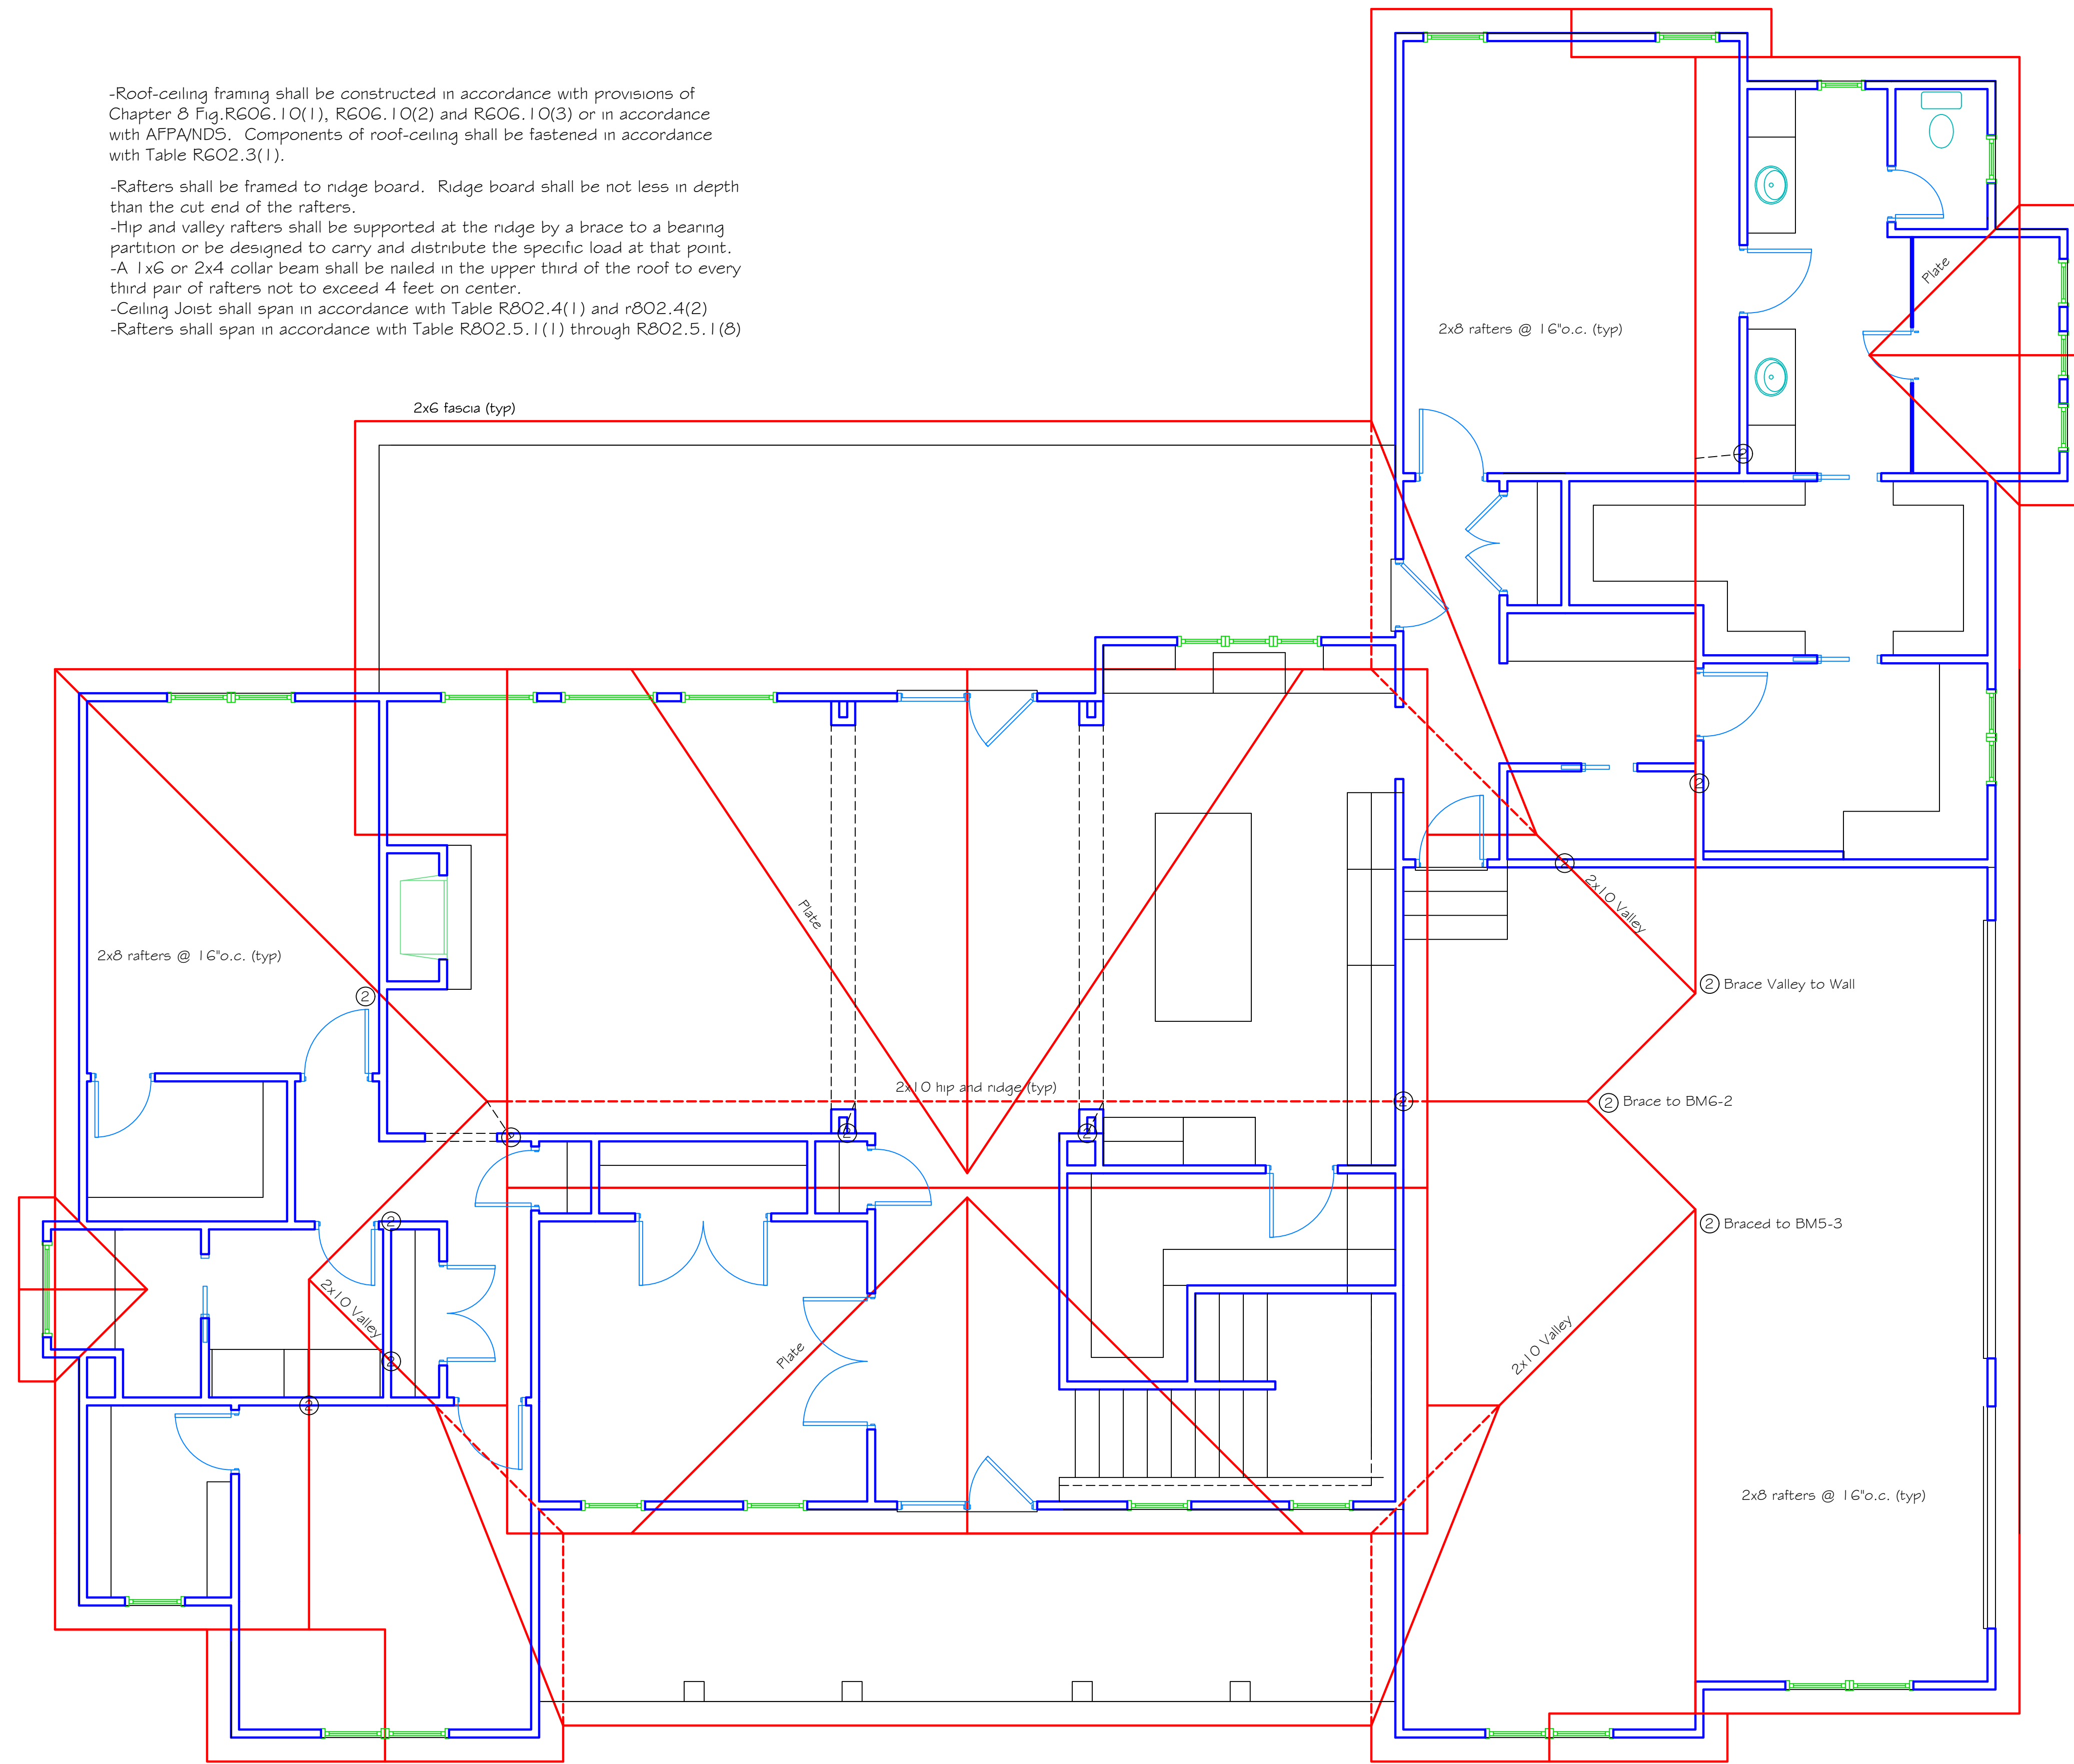 -Roof-ceiling framing shall be constructed in accordance with provisions of
Chapter 8 Fig.R606.10(1), R606.10(2) and R606.10(3) or in accordance
with AFPA/NDS.  Components of roof-ceiling shall be fastened in accordance
with Table R602.3(1).
-Rafters shall be framed to ridge board.  Ridge board shall be not less in depth
than the cut end of the rafters.
-Hip and valley rafters shall be supported at the ridge by a brace to a bearing
partition or be designed to carry and distribute the specific load at that point.
-A 1x6 or 2x4 collar beam shall be nailed in the upper third of the roof to every
third pair of rafters not to exceed 4 feet on center.
-Ceiling Joist shall span in accordance with Table R802.4(1) and r802.4(2)
-Rafters shall span in accordance with Table R802.5.1(1) through R802.5.1(8)
Plate
2x8 rafters @ 16"o.c. (typ)
2x6 fascia (typ)
2
2
2
2x10 Valley
Plate
2x8 rafters @ 16"o.c. (typ)
2 Brace Valley to Wall
2
2x10 hip and ridge (typ)
2
2 Brace to BM6-2
2
2
2
2
2 Braced to BM5-3
2x10 Valley
2x10 Valley
Plate
2
2
2x8 rafters @ 16"o.c. (typ)